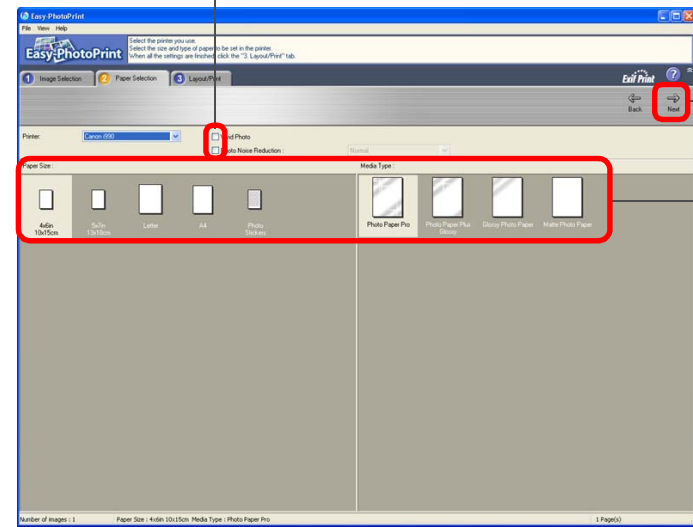 Easy-PhotoPrint
File View Help
Easy-PhotoPrint
Select the printer you use.
Select the size and type of paper to be set in the printer.
When all the settings are finished, click the "3. Layout/Print" tab.
1 Image Selection 2 Paper Selection 3 Layout/Print
Exif Print ?
Back Next
Printer: Canon i990 Vivid Photo
Photo Noise Reduction : Normal
Paper Size : Media Type :
4x6in
10x15cm
5x7in
13x18cm
Letter
A4
Photo
Stickers
Photo Paper Pro
Photo Paper Plus
Glossy
Glossy Photo Paper
Matte Photo Paper
Number of images : 1 Paper Size : 4x6in 10x15cm Media Type : Photo Paper Pro 1 Page(s)